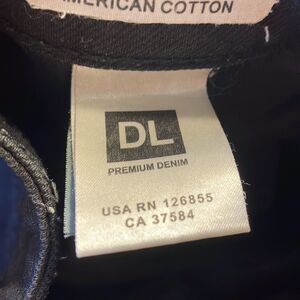 AMERICAN COTTON
DL
PREMIUM DENIM
USA RN 126855
CA 37584